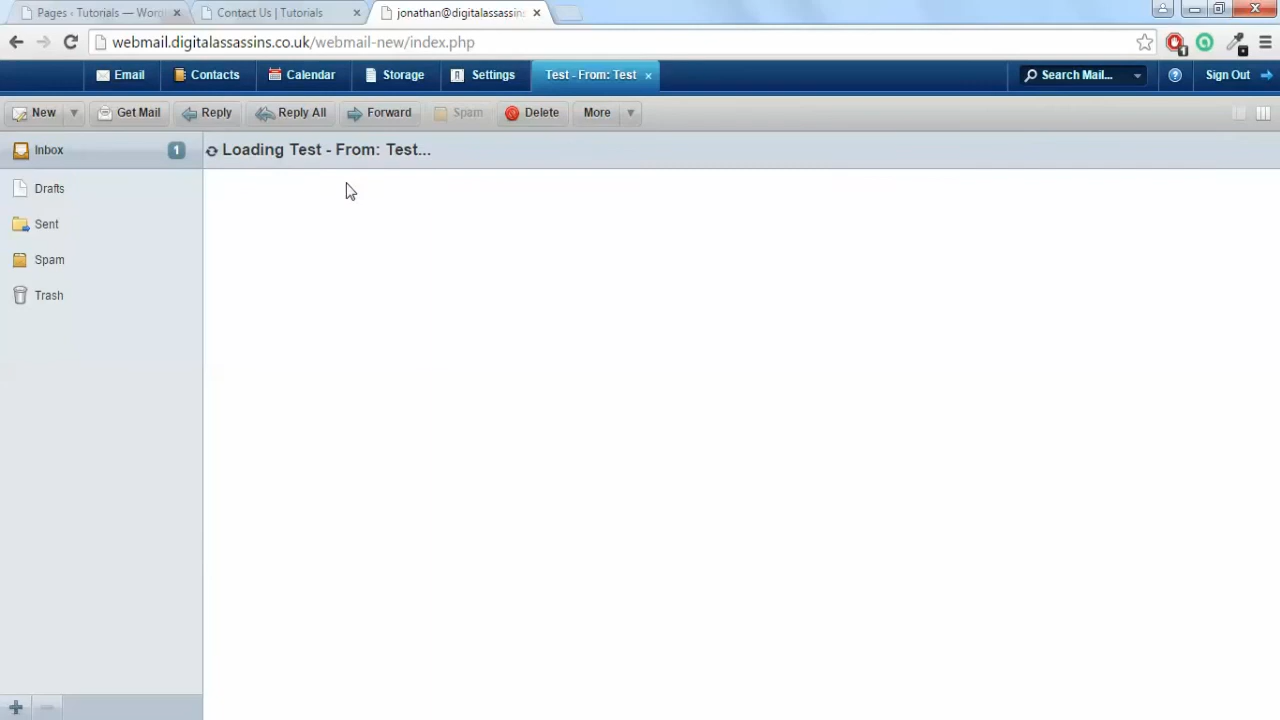 Pages ‹ Tutorials — Word
Contact Us | Tutorials
jonathan@digitalassassins
webmail.digitalassassins.co.uk/webmail-new/index.php
1
Email
Contacts
Calendar
Storage
Settings
Test - From: Test
Search Mail...
Sign Out
New
Get Mail
Reply
Reply All
Forward
Spam
Delete
More
Inbox
1
Loading Test - From: Test...
Drafts
Sent
Spam
Trash